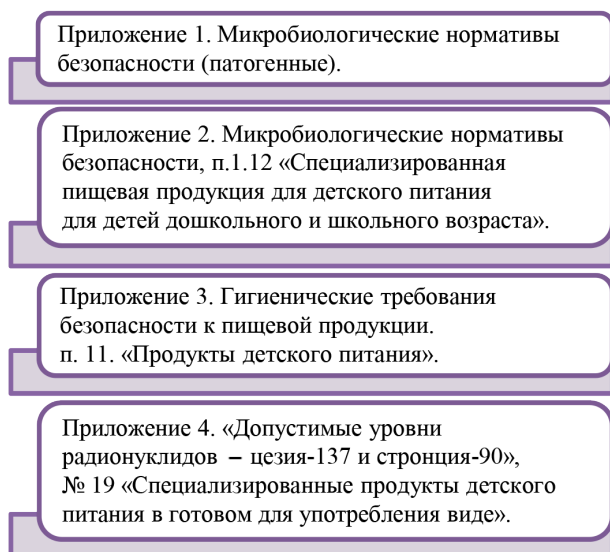 Приложение 1. Микробиологические нормативы
безопасности (патогенные).
Приложение 2. Микробиологические нормативы
безопасности, п.1.12 «Специализированная
пищевая продукция для детского питания
для детей дошкольного и школьного возраста».
Приложение 3. Гигиенические требования
безопасности к пищевой продукции.
п. 11. «Продукты детского питания».
Приложение 4. «Допустимые уровни
радионуклидов – цезия-137 и стронция-90»,
№ 19 «Специализированные продукты детского
питания в готовом для употребления виде».